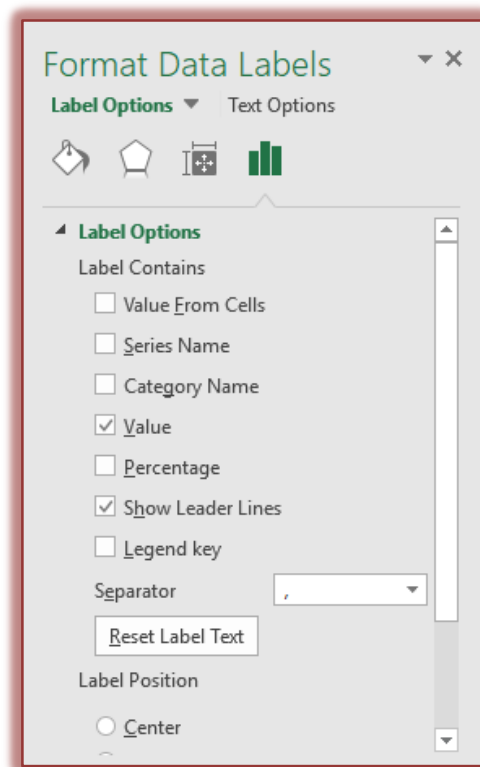 Format Data Labels
Label Options Text Options
Label Options
Label Contains
Value From Cells
Series Name
Category Name
Value
Percentage
Show Leader Lines
Legend key
Separator ,
Reset Label Text
Label Position
Center